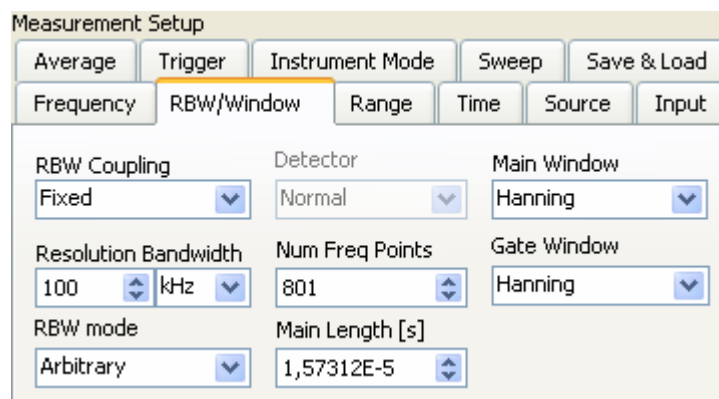 Measurement Setup
Average Trigger Instrument Mode Sweep Save & Load
Frequency RBW/Window Range Time Source Input
RBW Coupling Detector Main Window
Fixed Normal Hanning
Resolution Bandwidth Num Freq Points Gate Window
100 kHz 801 Hanning
RBW mode Main Length [s]
Arbitrary 1,57312E-5